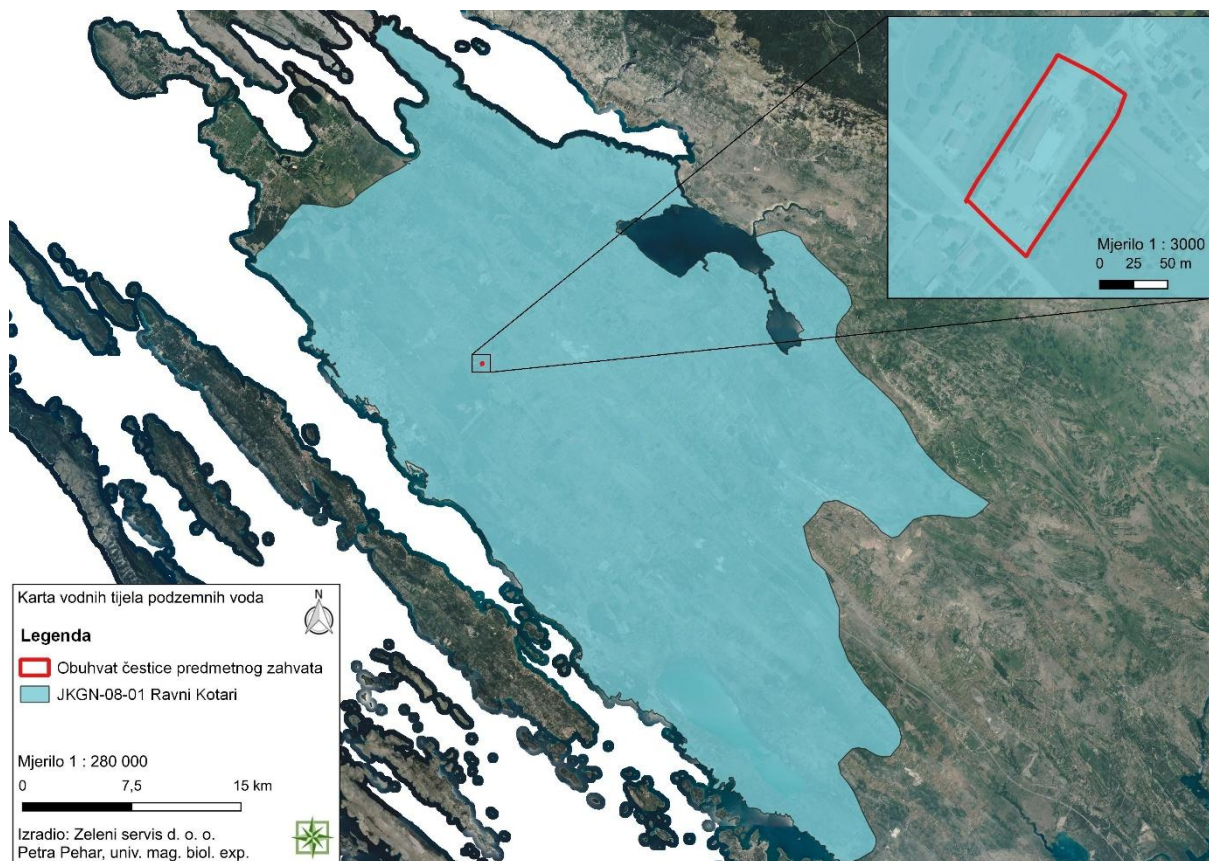 Mjerilo 1 : 3000
0 25 50 m
Karta vodnih tijela podzemnih voda
N
Legenda
Obuhvat čestice predmetnog zahvata
JKGN-08-01 Ravni Kotari
Mjerilo 1 : 280 000
0 7,5 15 km
Izradio: Zeleni servis d. o. o.
Petra Pehar, univ. mag. biol. exp.